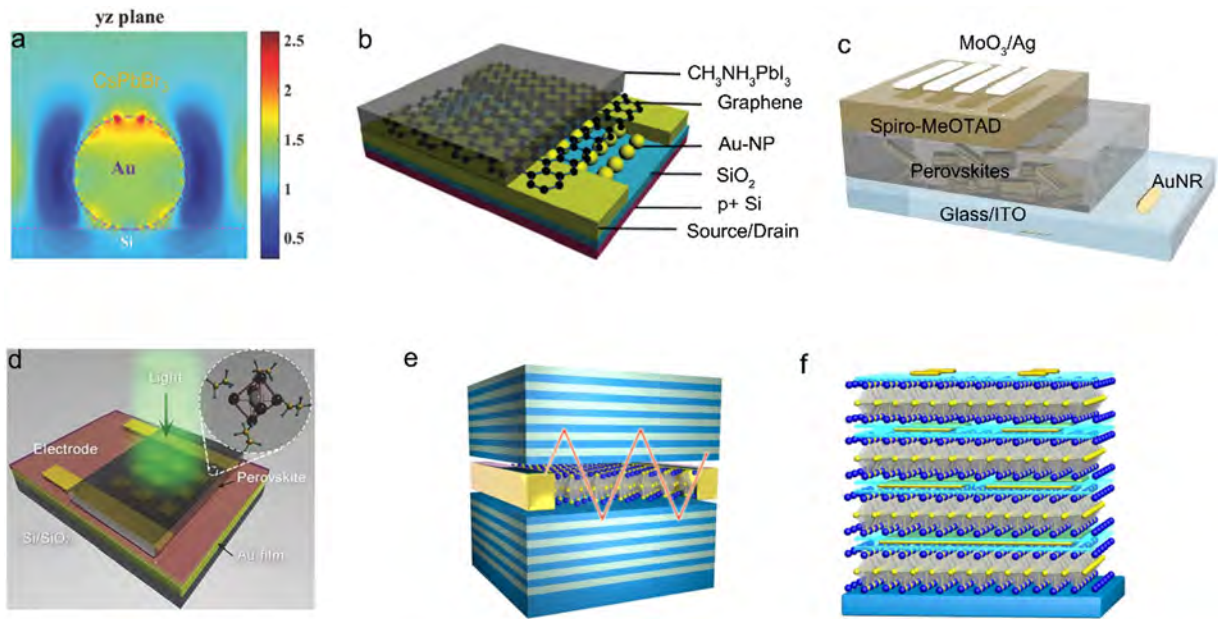 a
yz plane
CsPbBr₃
Au
Si
2.5
2
1.5
1
0.5
b
CH₃NH₃PbI₃
Graphene
Au-NP
SiO₂
p+ Si
Source/Drain
c
MoO₃/Ag
Spiro-MeOTAD
Perovskites
AuNR
Glass/ITO
d
Light
Electrode
Perovskite
Si/SiO₂
Au film
e
f